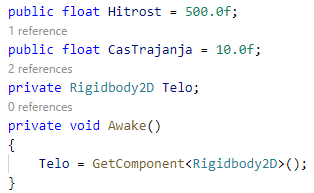 public float Hitrost = 500.0f;
1 reference
public float CasTrajanja = 10.0f;
2 references
private Rigidbody2D Telo;
0 references
private void Awake()
{
    Telo = GetComponent<Rigidbody2D>();
}